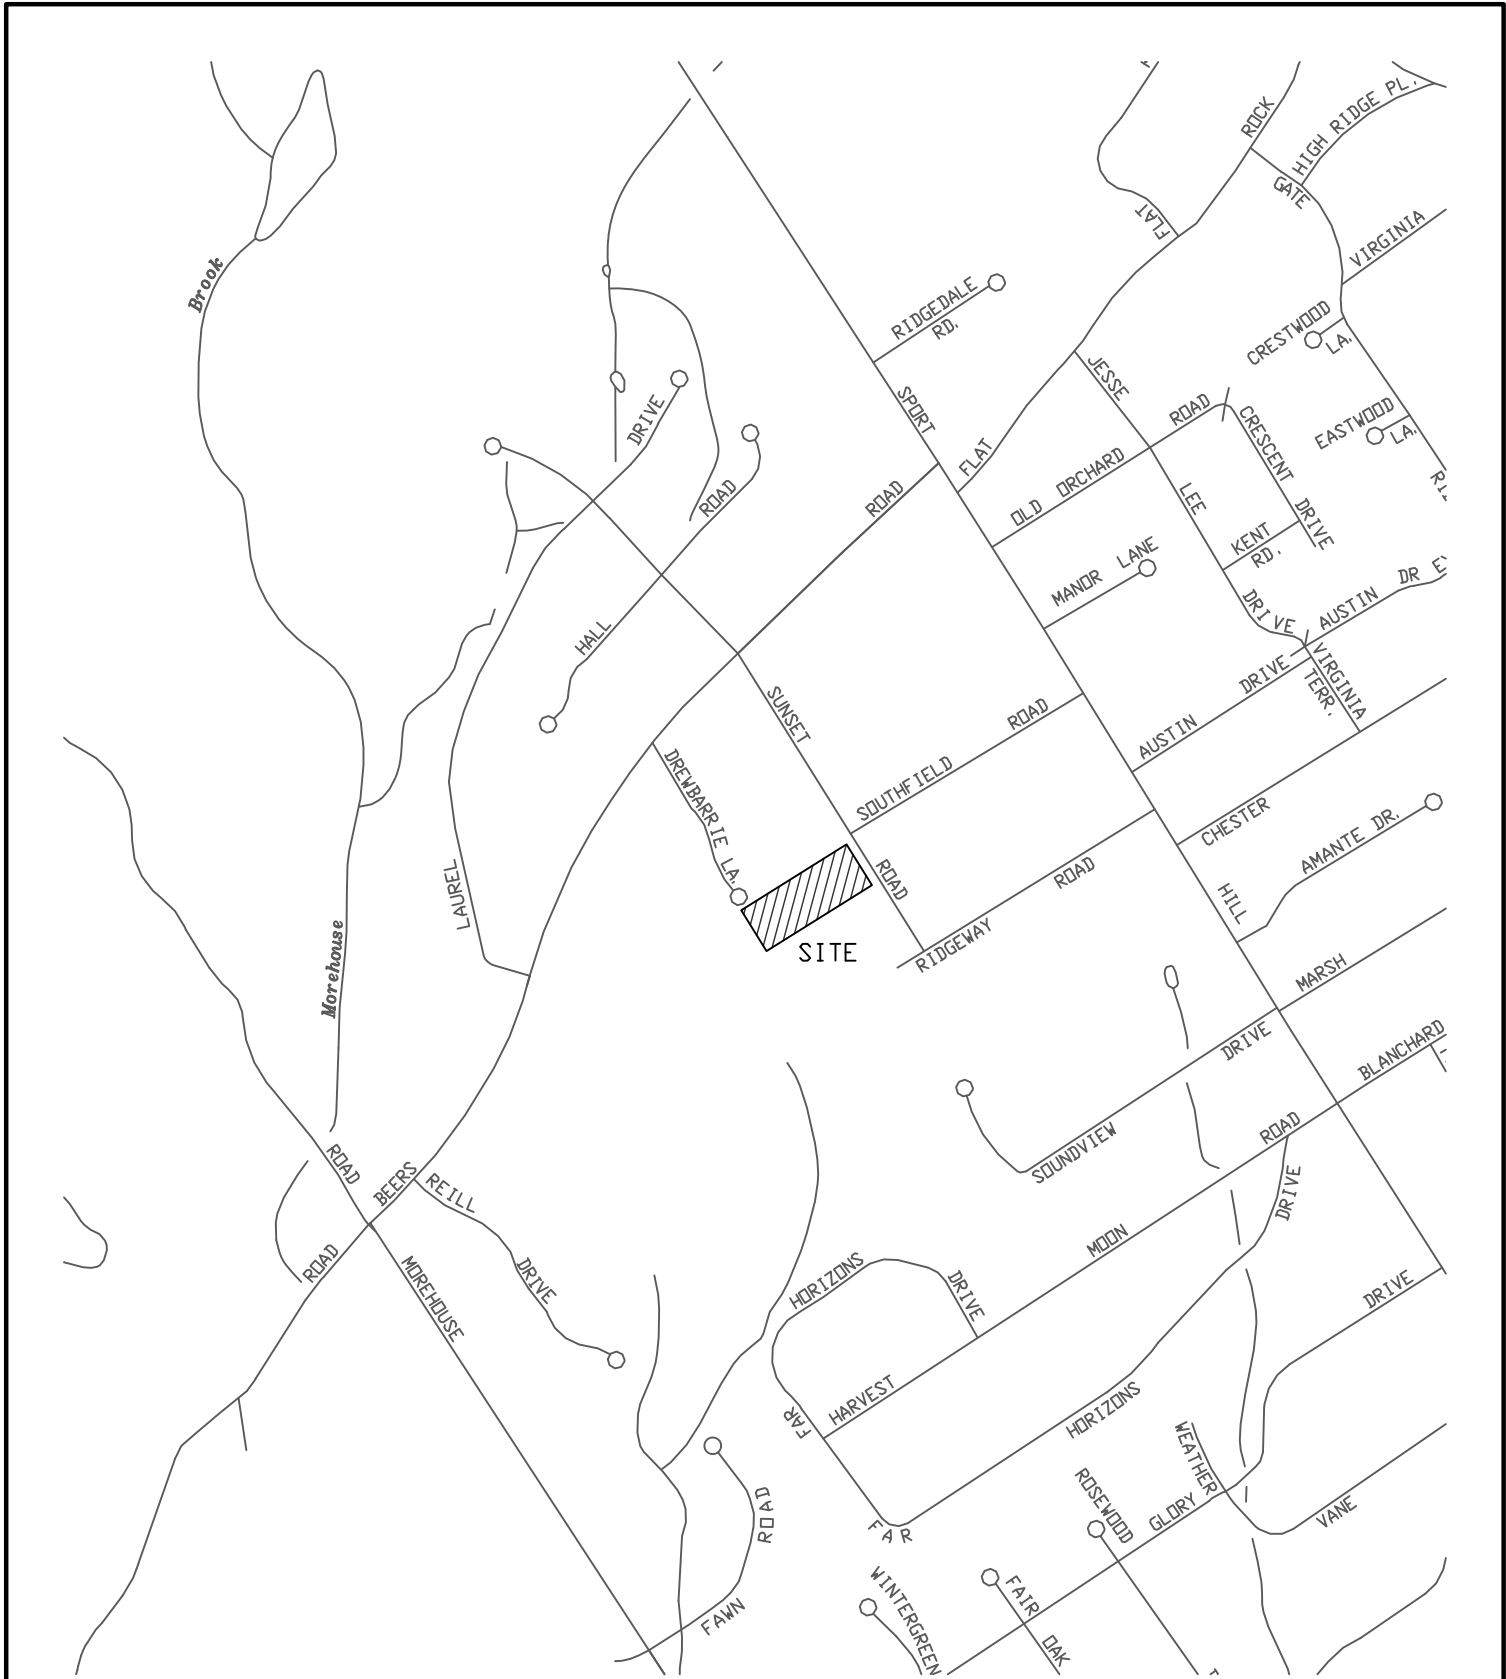 ROCK
HIGH RIDGE PL.
GATE
FLAT
VIRGINIA
Brook
RIDGEDALE
RD.
CRESTWOOD
LA.
JESSE
SPORT
DRIVE
ROAD
CRESCENT
DRIVE
EASTWOOD
LA.
FLAT
OLD ORCHARD
ROAD
ROAD
LEE
KENT
RD.
MANOR LANE
DR
AUSTIN
DRIVE
HALL
VIRGINIA
TERR.
DRIVE
AUSTIN
SUNSET
ROAD
SOUTHFIELD
DREWBARRIE LA.
CHESTER
AMANTE DR.
LAUREL
ROAD
ROAD
HILL
RIDGEWAY
SITE
Morehouse
MARSH
DRIVE
BLANCHARD
SOUNDVIEW
ROAD
ROAD
BEERS
REILL
DRIVE
MOON
ROAD
HORIZONS
DRIVE
DRIVE
DRIVE
MOREHOUSE
HARVEST
FAR
HORIZONS
WEATHER
ROSEWOOD
GLORY
VANE
ROAD
FAR
FAIR
OAK
WINTERGREEN
FAWN